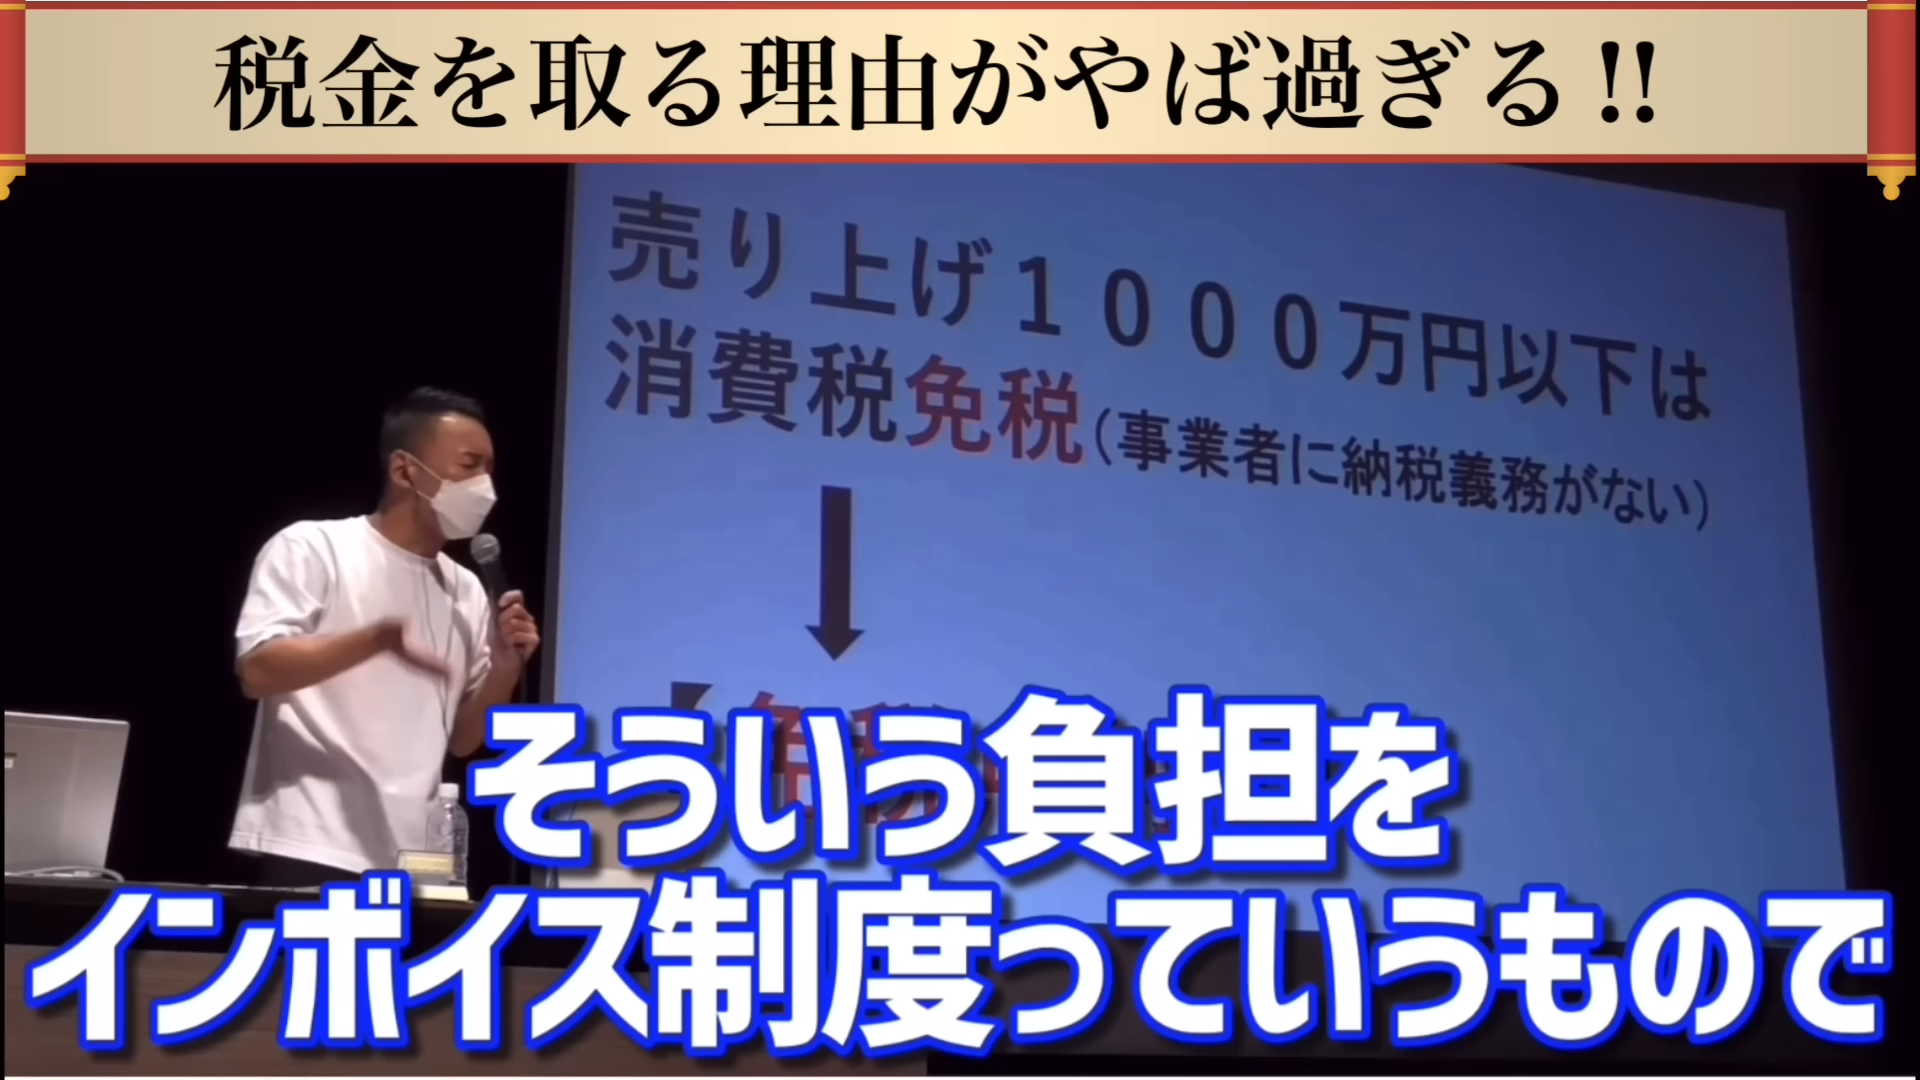 税金を取る理由がやば過ぎる!!
売り上げ１０００万円以下は
消費税免税（事業者に納税義務がない）
そういう負担を
インボイス制度っていうもので